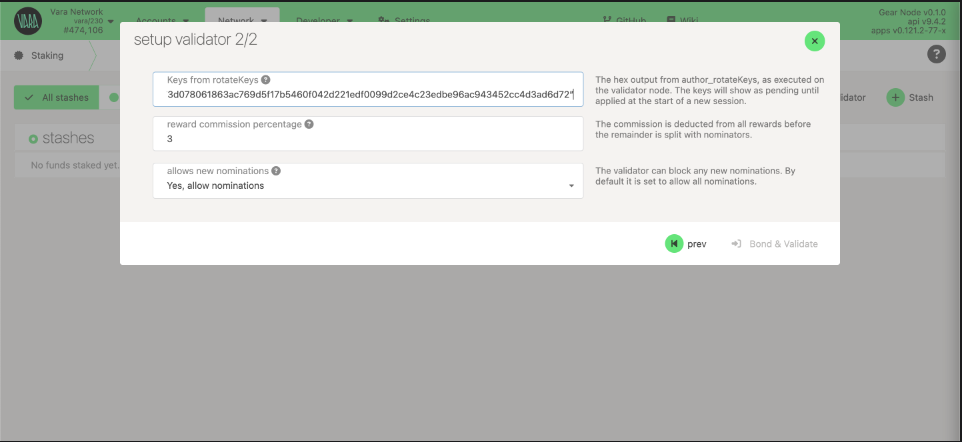 Vara Network
vara/230
#474,106
Accounts
Network
Developer
Settings
GitHub
Wiki
Gear Node v0.1.0
api v9.4.2
apps v0.121.2-77-x
Staking
All stashes
Validator
Stash
stashes
No funds staked yet.
setup validator 2/2
Keys from rotateKeys
3d078061863ac769d5f17b5460f042d221edf0099d2ce4c23edbe96ac943452cc4d3ad6d72"
The hex output from author_rotateKeys, as executed on
the validator node. The keys will show as pending until
applied at the start of a new session.
reward commission percentage
3
The commission is deducted from all rewards before
the remainder is split with nominators.
allows new nominations
Yes, allow nominations
The validator can block any new nominations. By
default it is set to allow all nominations.
prev
Bond & Validate